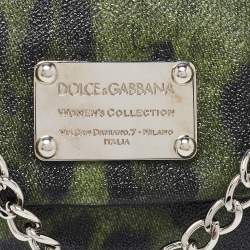 DOLCE & GABBANA
WOMEN'S COLLECTION
VIA SAN DAMIANO, 7 - MILANO
ITALIA